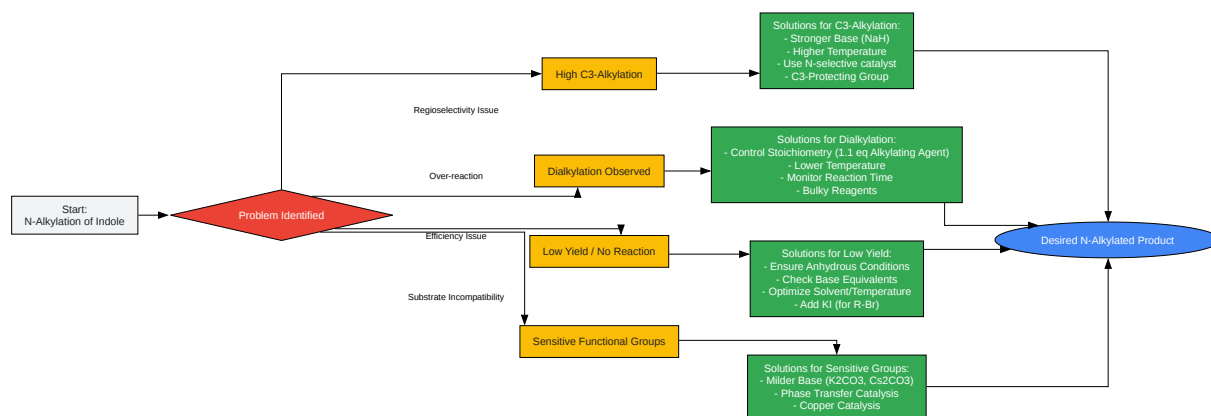 Start:
N-Alkylation of Indole
Problem Identified
Regioselectivity Issue
High C3-Alkylation
Solutions for C3-Alkylation:
- Stronger Base (NaH)
- Higher Temperature
- Use N-selective catalyst
- C3-Protecting Group
Over-reaction
Dialkylation Observed
Solutions for Dialkylation:
- Control Stoichiometry (1.1 eq Alkylating Agent)
- Lower Temperature
- Monitor Reaction Time
- Bulky Reagents
Efficiency Issue
Low Yield / No Reaction
Solutions for Low Yield:
- Ensure Anhydrous Conditions
- Check Base Equivalents
- Optimize Solvent/Temperature
- Add KI (for R-Br)
Substrate Incompatibility
Sensitive Functional Groups
Solutions for Sensitive Groups:
- Milder Base (K2CO3, Cs2CO3)
- Phase Transfer Catalysis
- Copper Catalysis
Desired N-Alkylated Product